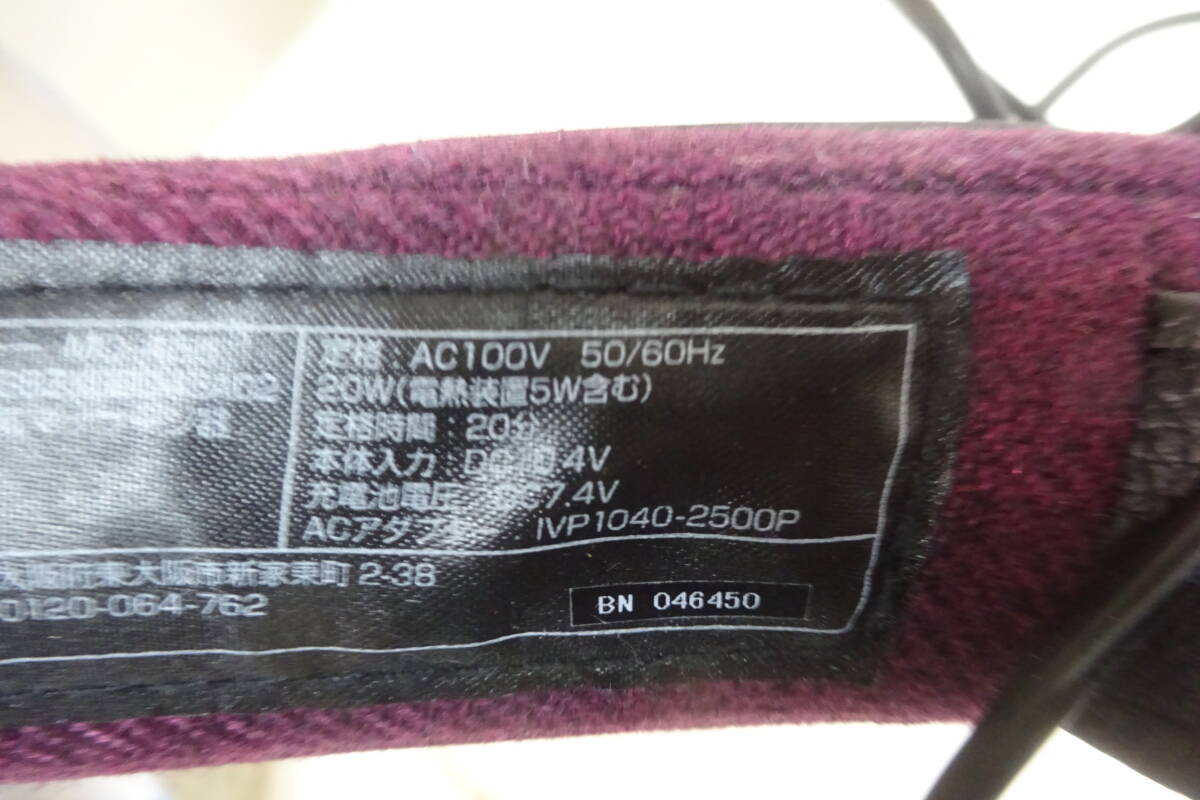 定格 AC100V 50/60Hz
20W(電熱装置5W含む)
定格時間：20分
本体入力 4V
充電池電圧 DC7.4V
ACアダプ IVP1040-2500P
大阪府東大阪市新家東町2-38
0120-064-762
BN 046450